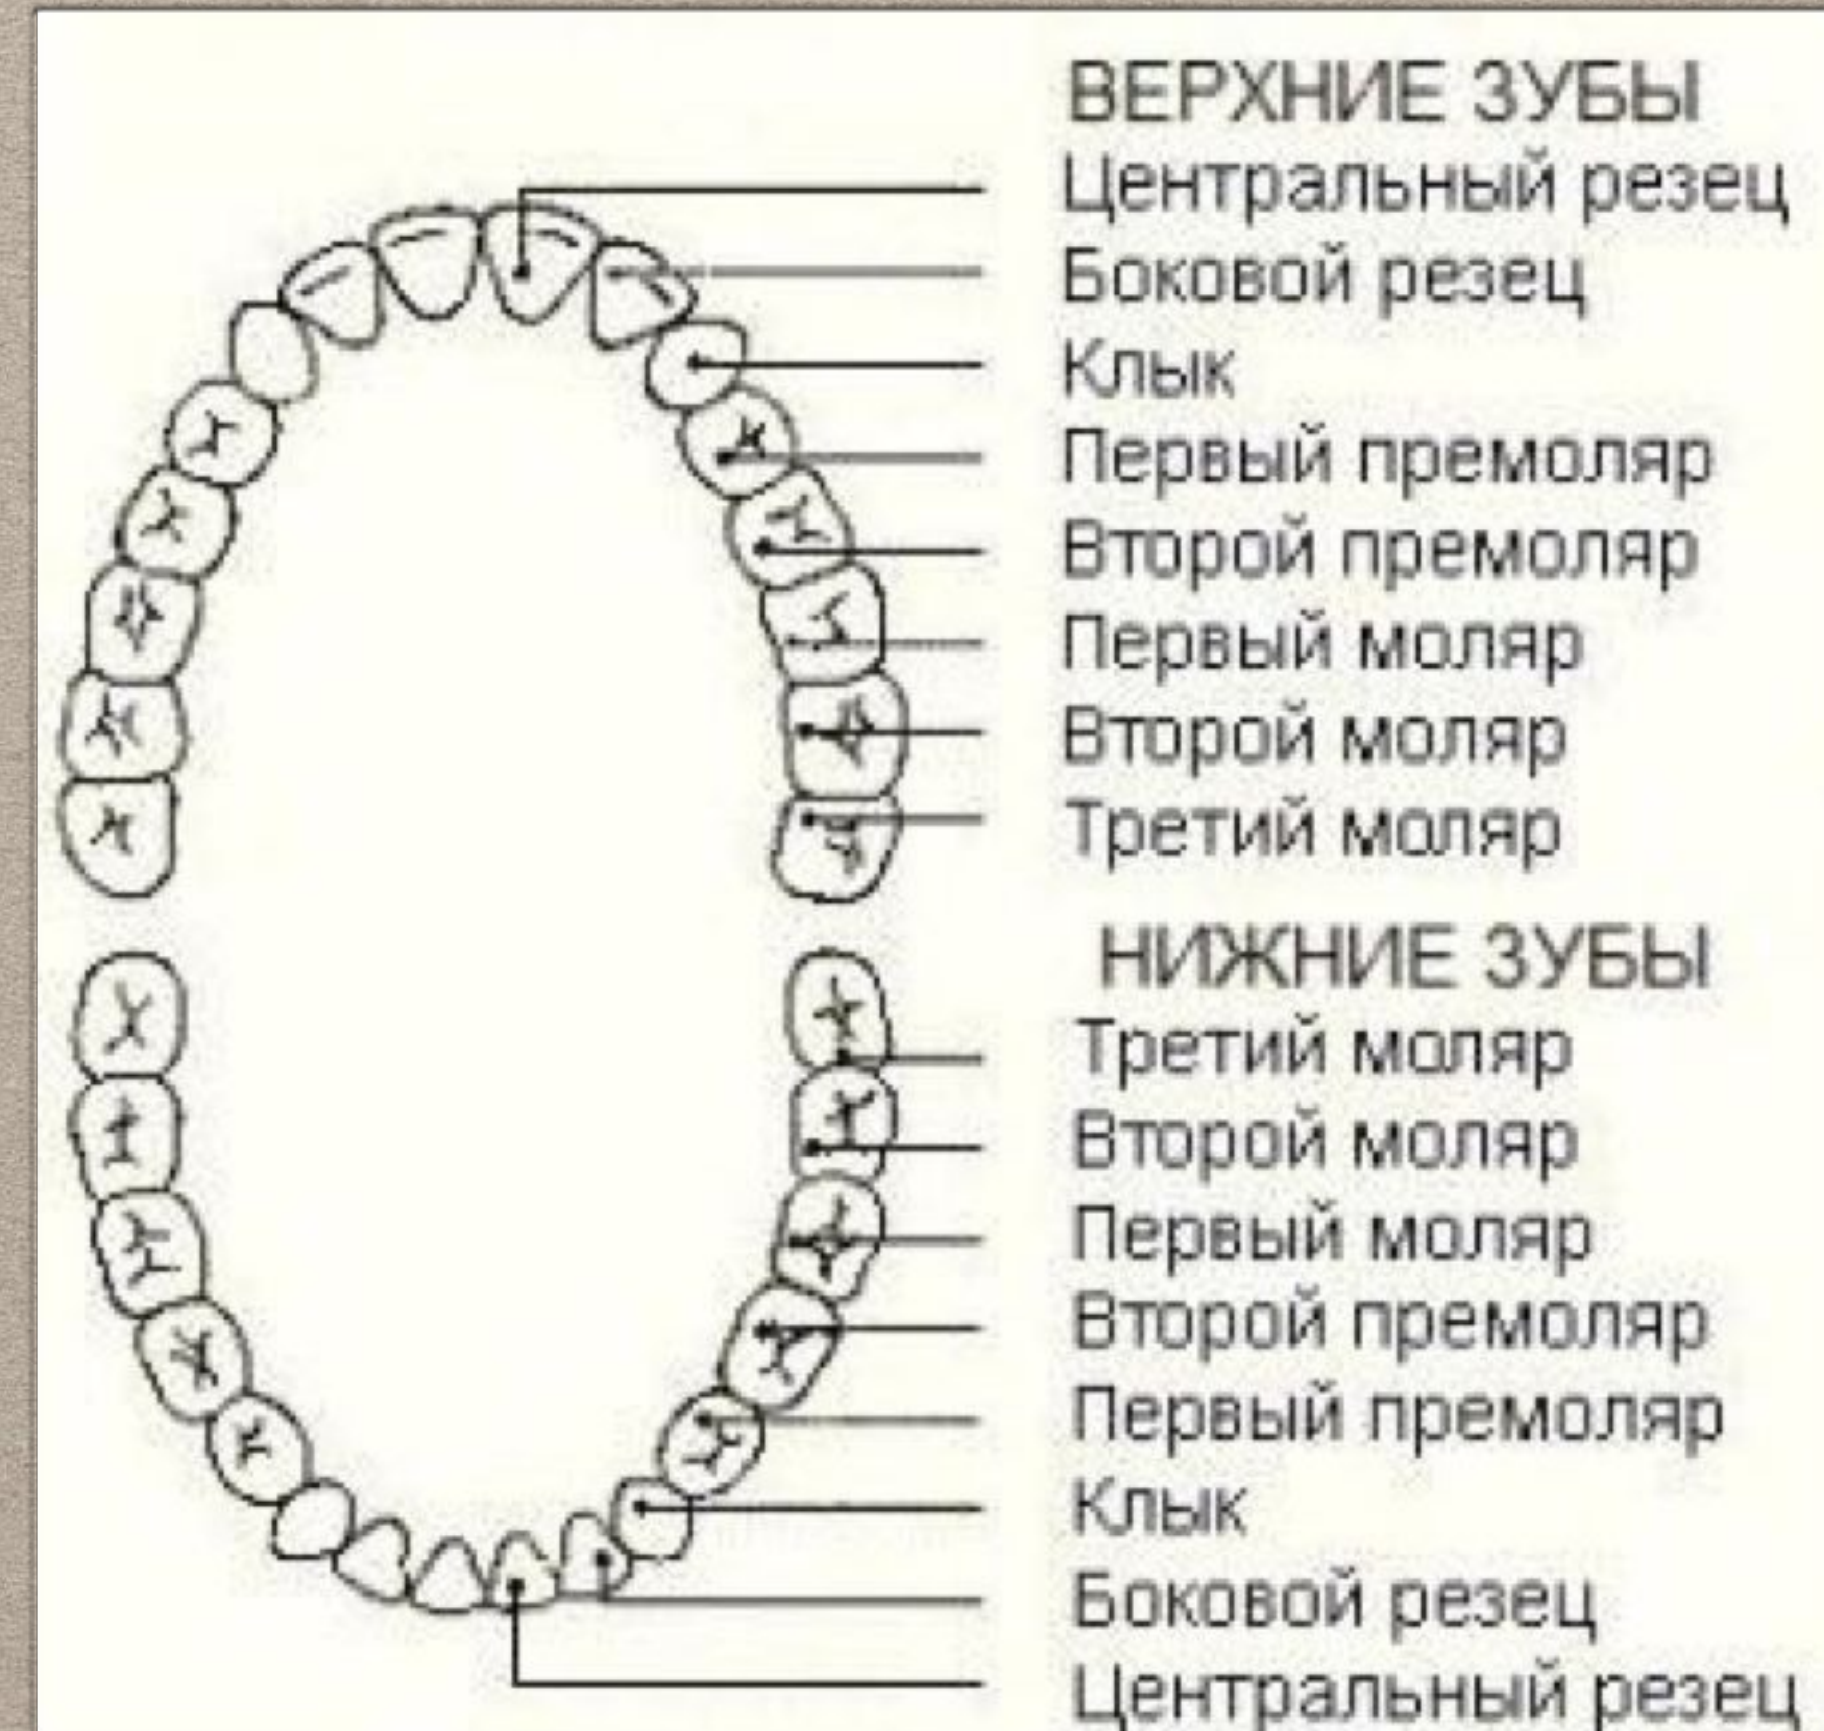 ВЕРХНИЕ ЗУБЫ
Центральный резец
Боковой резец
Клык
Первый премоляр
Второй премоляр
Первый моляр
Второй моляр
Третий моляр
НИЖНИЕ ЗУБЫ
Третий моляр
Второй моляр
Первый моляр
Второй премоляр
Первый премоляр
Клык
Боковой резец
Центральный резец